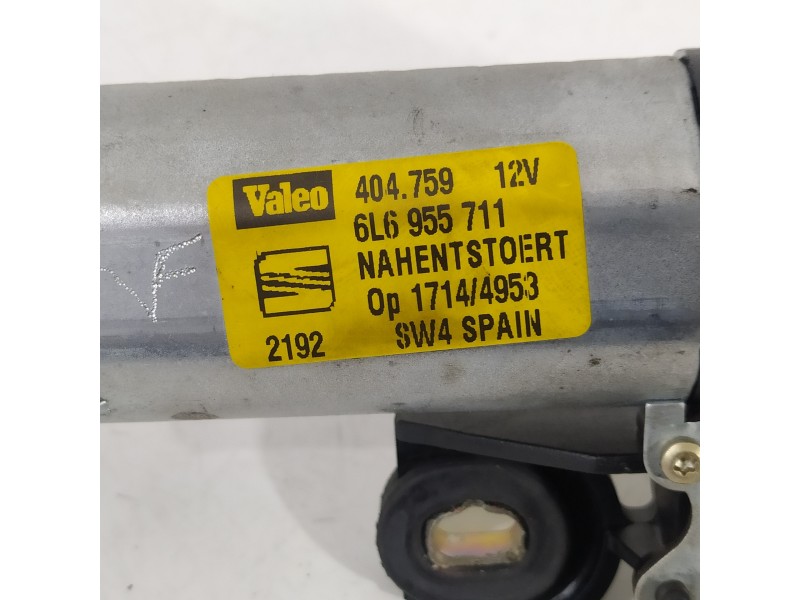 Valeo 404.759 12V
6L6 955 711
NAHENTSTOERT
Op 1714/4953
2192 SW4 SPAIN
F